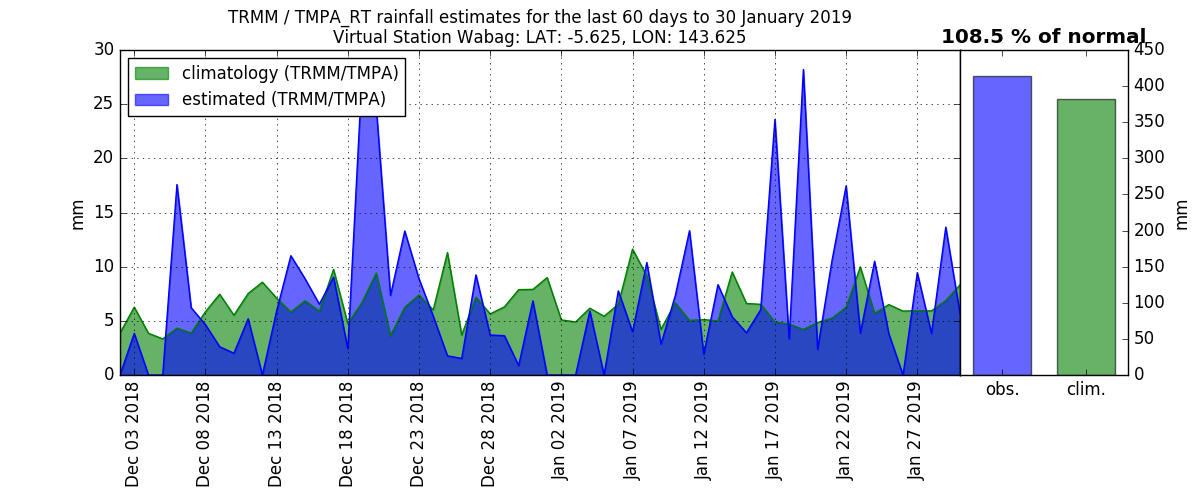 TRMM / TMPA_RT rainfall estimates for the last 60 days to 30 January 2019
Virtual Station Wabag: LAT: -5.625, LON: 143.625
108.5 % of normal
climatology (TRMM/TMPA)
estimated (TRMM/TMPA)
30
25
20
15
10
5
0
mm
Dec 03 2018
Dec 08 2018
Dec 13 2018
Dec 18 2018
Dec 23 2018
Dec 28 2018
Jan 02 2019
Jan 07 2019
Jan 12 2019
Jan 17 2019
Jan 22 2019
Jan 27 2019
obs.
clim.
450
400
350
300
250
200
150
100
50
0
mm